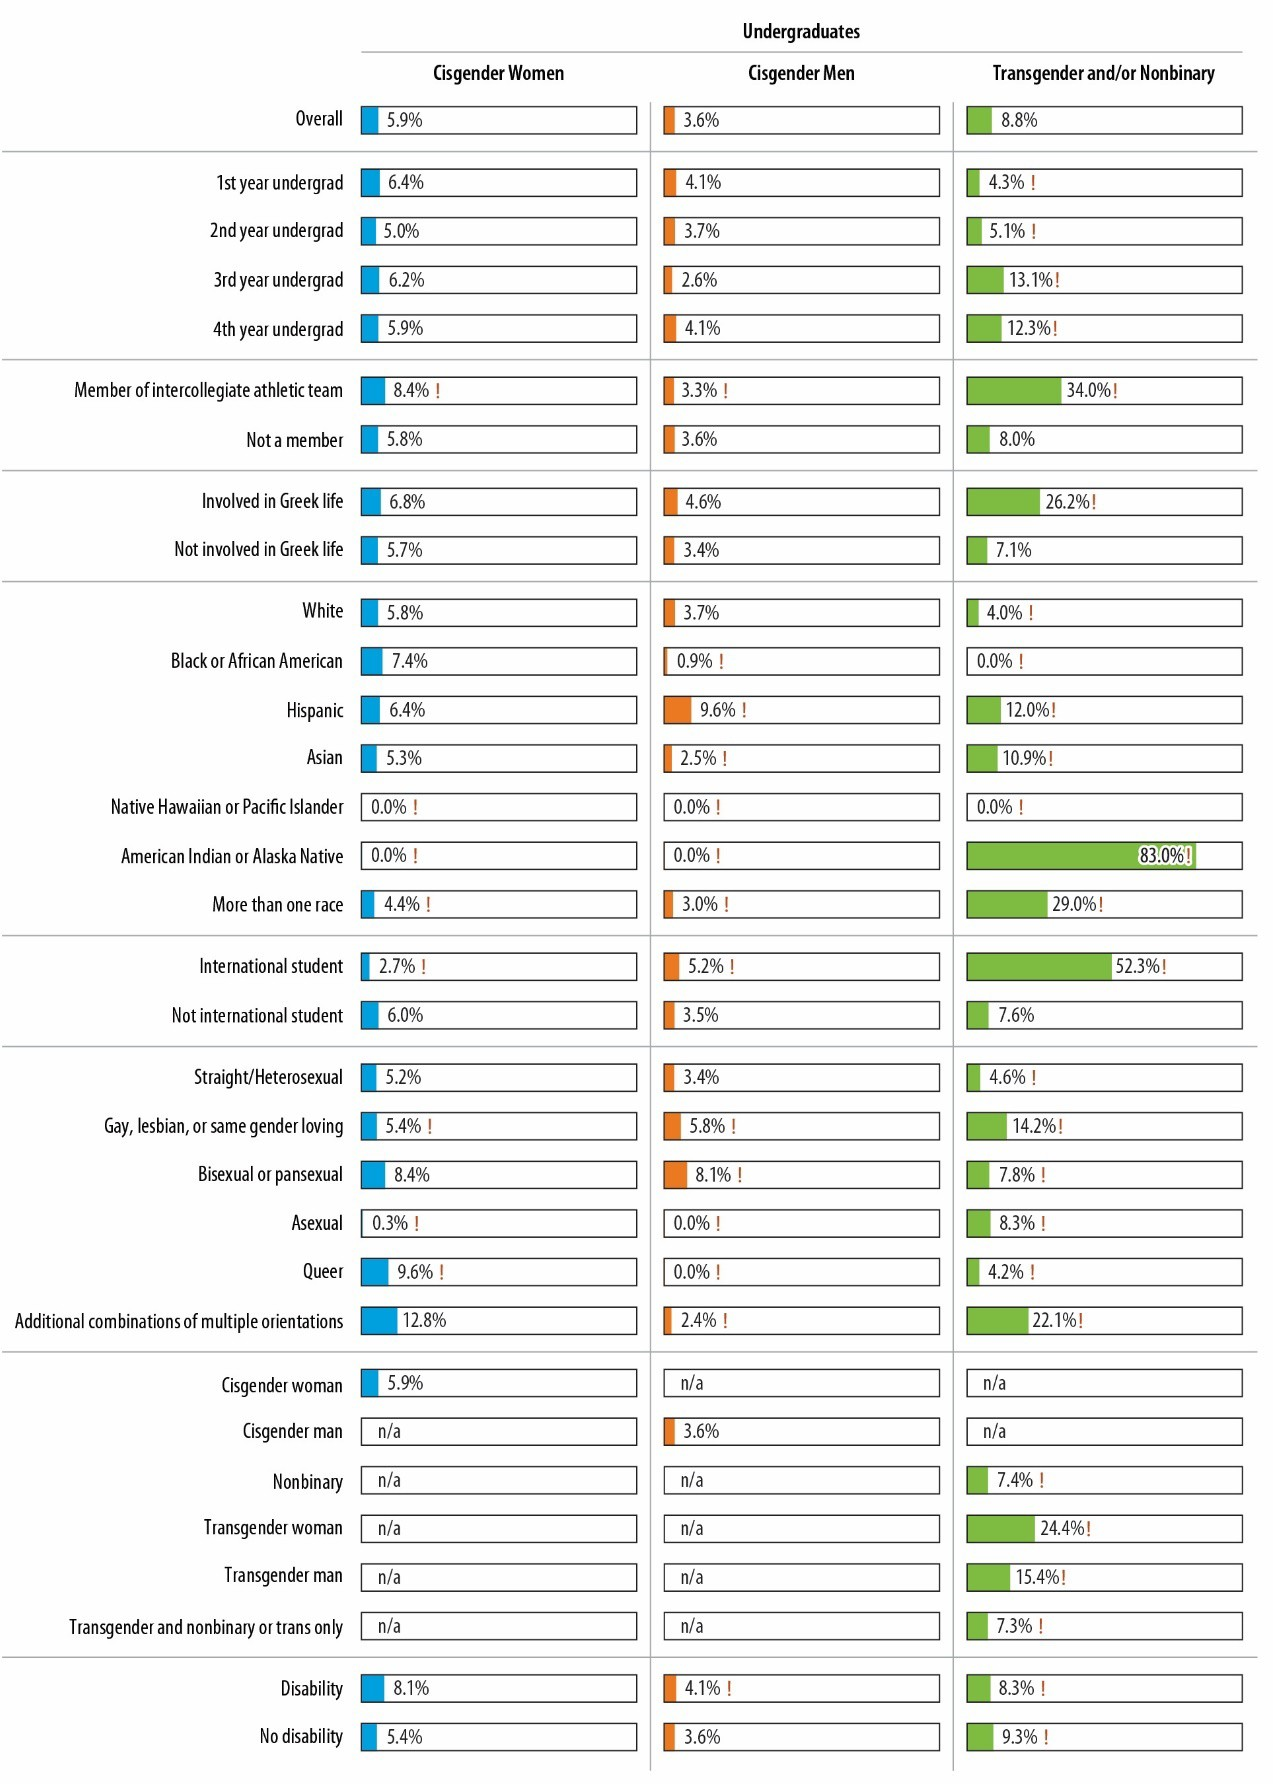 Undergraduates
Cisgender Women Cisgender Men Transgender and/or Nonbinary
Overall 5.9% 3.6% 8.8%
1st year undergrad 6.4% 4.1% 4.3% !
2nd year undergrad 5.0% 3.7% 5.1% !
3rd year undergrad 6.2% 2.6% 13.1%!
4th year undergrad 5.9% 4.1% 12.3%!
Member of intercollegiate athletic team 8.4% ! 3.3% ! 34.0%!
Not a member 5.8% 3.6% 8.0%
Involved in Greek life 6.8% 4.6% 26.2%!
Not involved in Greek life 5.7% 3.4% 7.1%
White 5.8% 3.7% 4.0% !
Black or African American 7.4% 0.9% ! 0.0% !
Hispanic 6.4% 9.6% ! 12.0%!
Asian 5.3% 2.5% ! 10.9%!
Native Hawaiian or Pacific Islander 0.0% ! 0.0% ! 0.0% !
American Indian or Alaska Native 0.0% ! 0.0% ! 83.0%!
More than one race 4.4% ! 3.0% ! 29.0%!
International student 2.7% ! 5.2% ! 52.3%!
Not international student 6.0% 3.5% 7.6%
Straight/Heterosexual 5.2% 3.4% 4.6% !
Gay, lesbian, or same gender loving 5.4% ! 5.8% ! 14.2%!
Bisexual or pansexual 8.4% 8.1% ! 7.8% !
Asexual 0.3% ! 0.0% ! 8.3% !
Queer 9.6% ! 0.0% ! 4.2% !
Additional combinations of multiple orientations 12.8% 2.4% ! 22.1%!
Cisgender woman 5.9% n/a n/a
Cisgender man n/a 3.6% n/a
Nonbinary n/a n/a 7.4% !
Transgender woman n/a n/a 24.4%!
Transgender man n/a n/a 15.4%!
Transgender and nonbinary or trans only n/a n/a 7.3% !
Disability 8.1% 4.1% ! 8.3% !
No disability 5.4% 3.6% 9.3% !